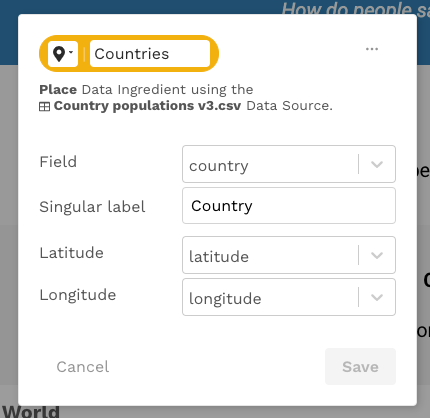 How do people sa
Countries
Place Data Ingredient using the
Country populations v3.csv Data Source.
Field
country
Singular label
Country
Latitude
latitude
Longitude
longitude
Cancel
Save
World